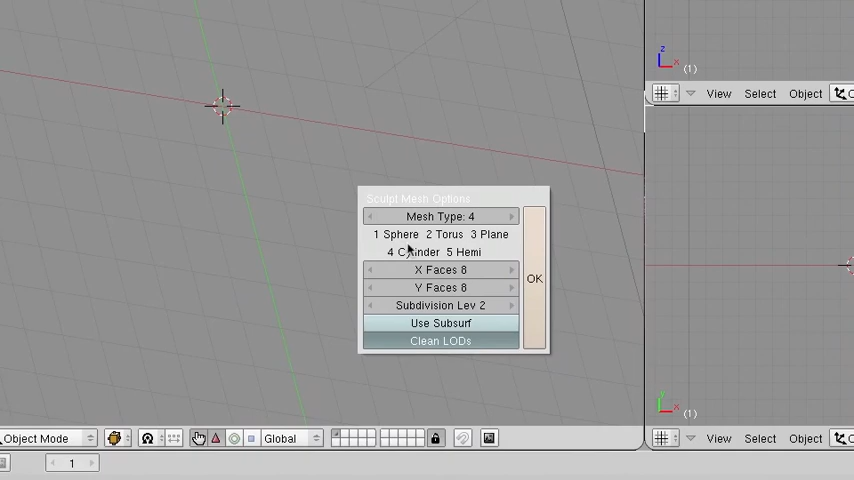 z
x
(1)
View Select Object
Sculpt Mesh Options
Mesh Type: 4
1 Sphere 2 Torus 3 Plane
4 Cylinder 5 Hemi
X Faces 8
OK
Y Faces 8
Subdivision Lev 2
Use Subsurf
Clean LODs
y
x
(1)
Object Mode Global View Select Object
1